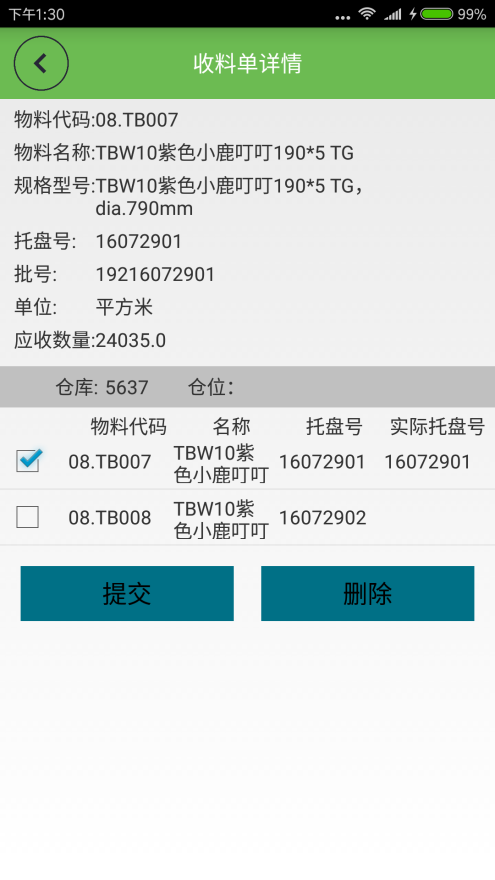 下午1:30
99%
收料单详情
物料代码:08.TB007
物料名称:TBW10紫色小鹿叮叮190*5 TG
规格型号:TBW10紫色小鹿叮叮190*5 TG，
dia.790mm
托盘号: 16072901
批号: 19216072901
单位: 平方米
应收数量:24035.0
仓库: 5637 仓位:
物料代码 名称 托盘号 实际托盘号
08.TB007 TBW10紫 16072901 16072901
色小鹿叮叮
08.TB008 TBW10紫 16072902
色小鹿叮叮
提交 删除